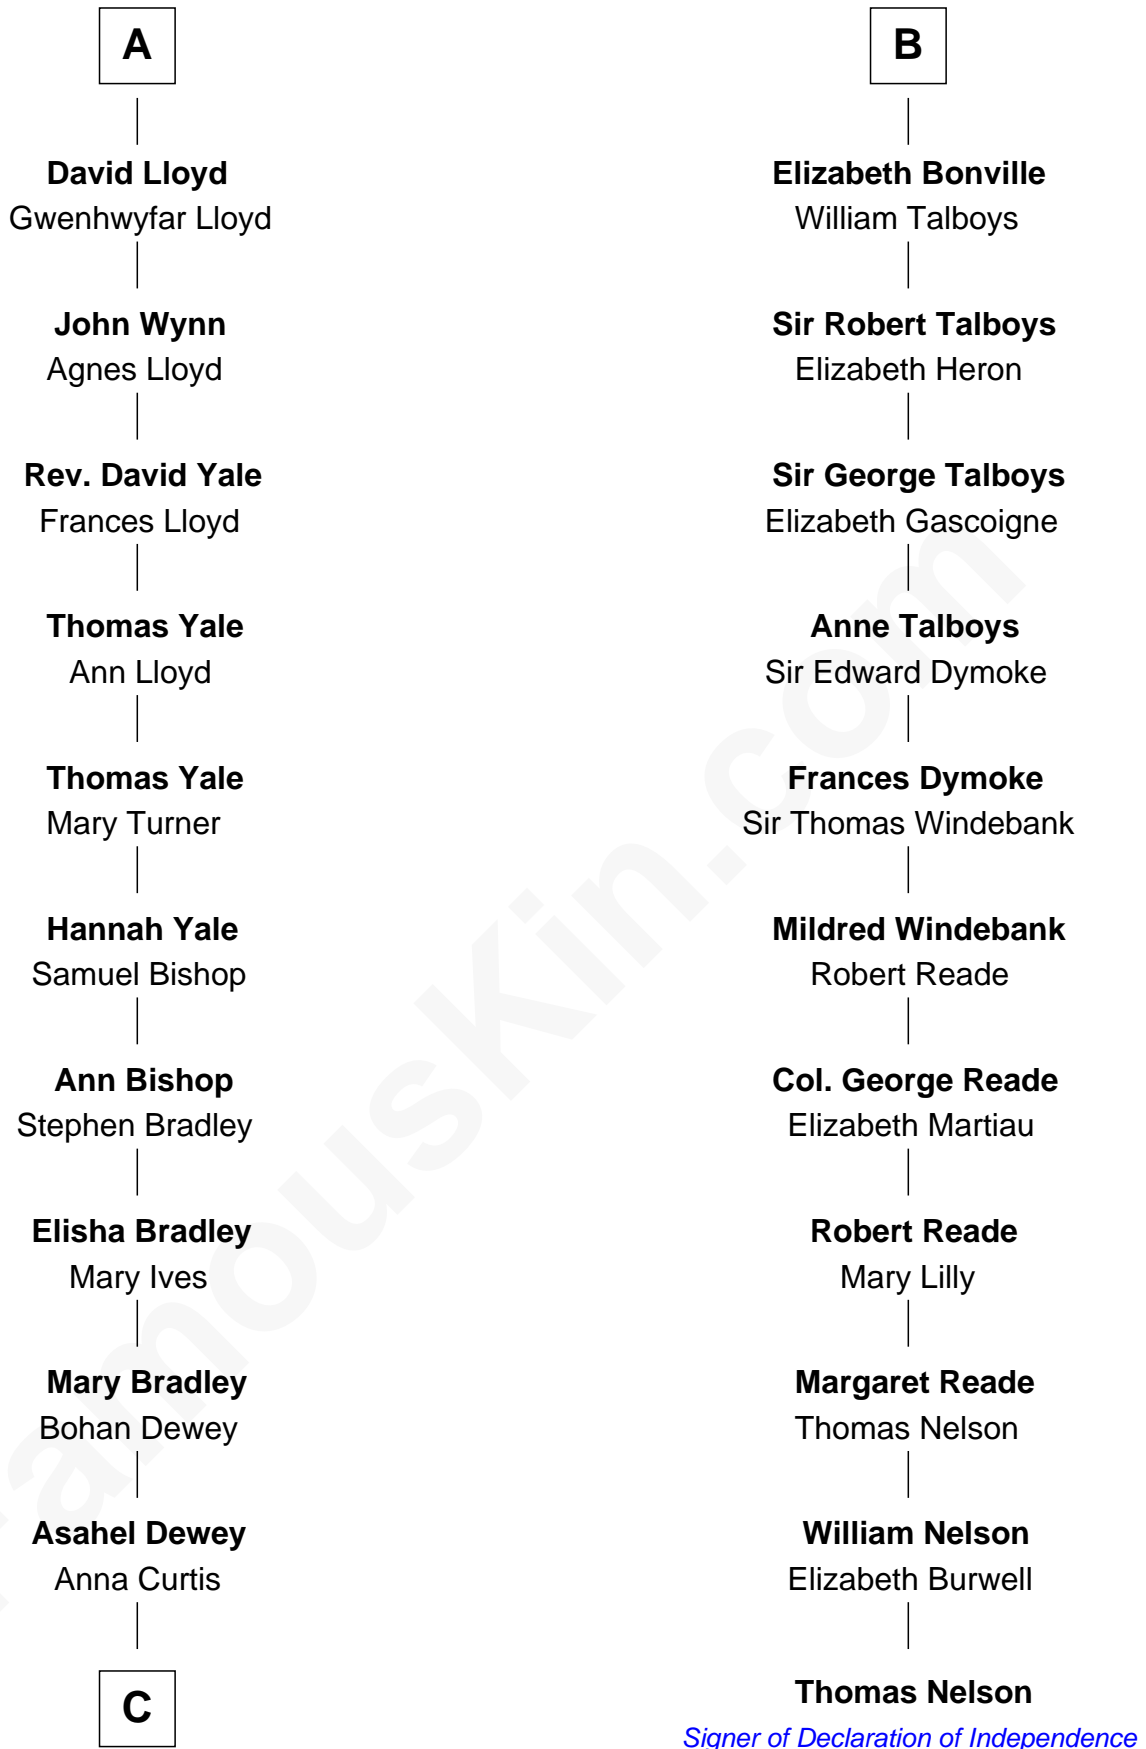 A
David Lloyd
Gwenhwyfar Lloyd
John Wynn
Agnes Lloyd
Rev. David Yale
Frances Lloyd
Thomas Yale
Ann Lloyd
Thomas Yale
Mary Turner
Hannah Yale
Samuel Bishop
Ann Bishop
Stephen Bradley
Elisha Bradley
Mary Ives
Mary Bradley
Bohan Dewey
Asahel Dewey
Anna Curtis
C
B
Elizabeth Bonville
William Talboys
Sir Robert Talboys
Elizabeth Heron
Sir George Talboys
Elizabeth Gascoigne
Anne Talboys
Sir Edward Dymoke
Frances Dymoke
Sir Thomas Windebank
Mildred Windebank
Robert Reade
Col. George Reade
Elizabeth Martiau
Robert Reade
Mary Lilly
Margaret Reade
Thomas Nelson
William Nelson
Elizabeth Burwell
Thomas Nelson
Signer of Declaration of Independence
FamousKin.com